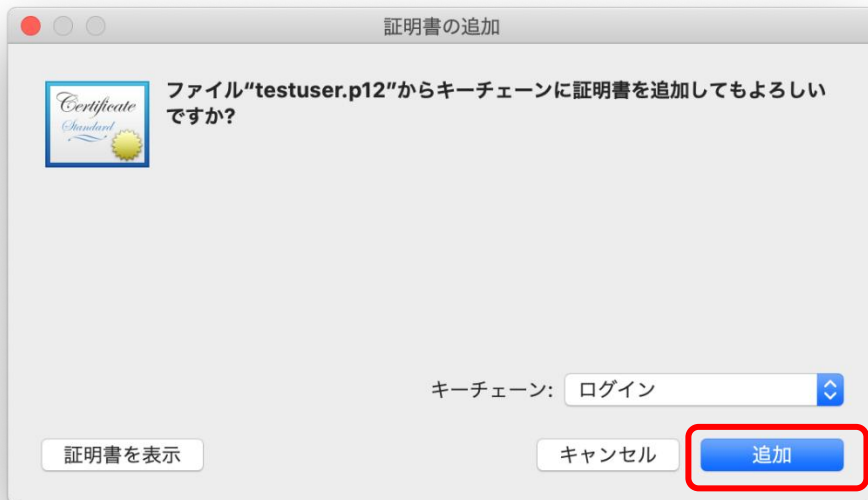 証明書の追加
Certificate
Standard
ファイル“testuser.p12”からキーチェーンに証明書を追加してもよろしい
ですか?
キーチェーン: ログイン
証明書を表示 キャンセル 追加